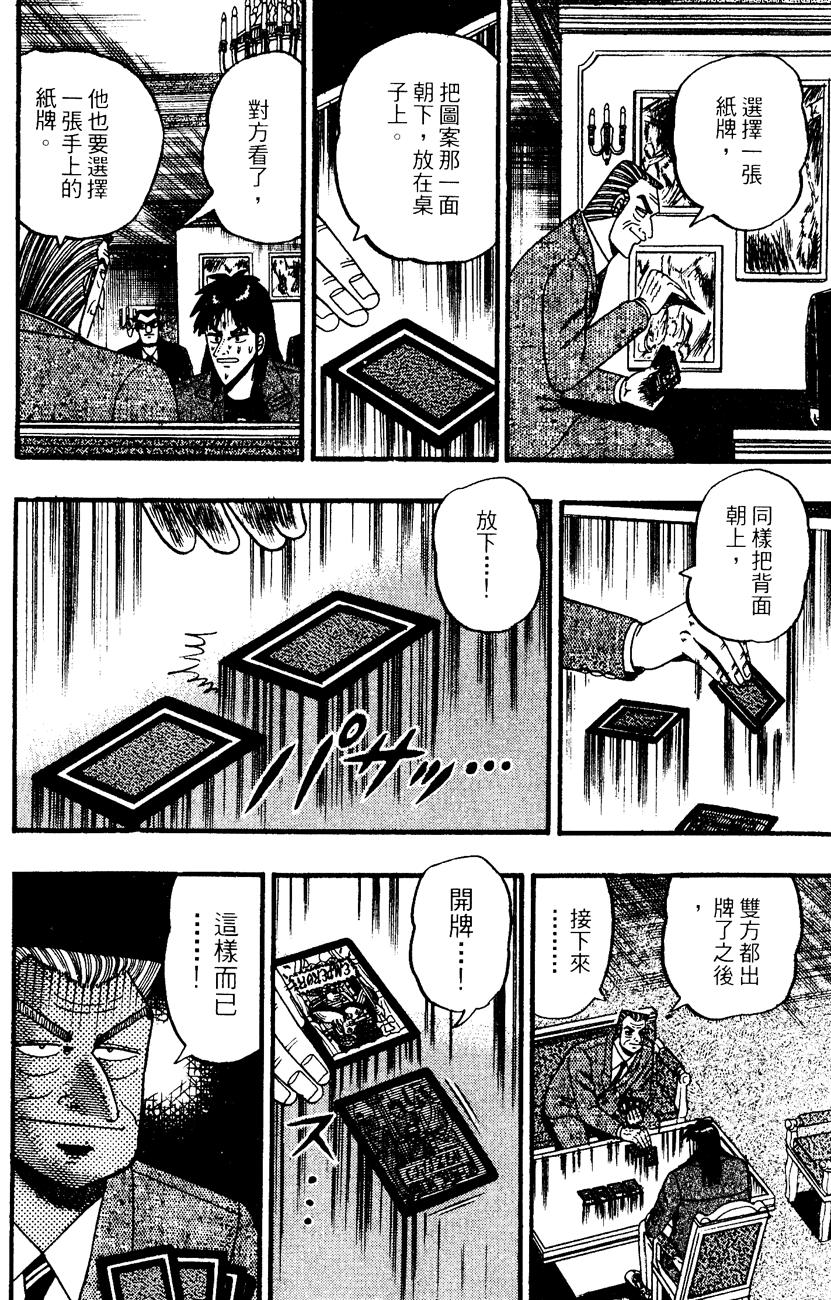 選擇一張
紙牌，
把圖案那一面
朝下，放在桌
子上。
對方看了，
他也要選擇
一張手上的
紙牌。
同樣把背面
朝上，
放下…！
パサッ…
雙方都出
牌了之後
，
接下來
………
開牌…！
EMPEROR
ス…
這樣而已
……！